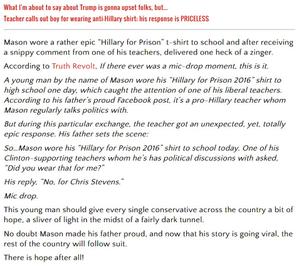 What I'm about to say about Trump is gonna upset folks, but...
Teacher calls out boy for wearing anti-Hillary shirt: his response is PRICELESS
Mason wore a rather epic "Hillary for Prison" t-shirt to school and after receiving
a snippy comment from one of his teachers, delivered one heck of a zinger.
According to Truth Revolt, If there ever was a mic-drop moment, this is it.
A young man by the name of Mason wore his "Hillary for Prison 2016" shirt to
high school one day, which caught the attention of one of his liberal teachers.
According to his father's proud Facebook post, it's a pro-Hillary teacher whom
Mason regularly talks politics with.
But during this particular exchange, the teacher got an unexpected, yet, totally
epic response. His father sets the scene:
So...Mason wore his "Hillary for Prison 2016" shirt to school today. One of his
Clinton-supporting teachers whom he's has political discussions with asked,
"Did you wear that for me?"
His reply. "No, for Chris Stevens."
Mic drop.
This young man should give every single conservative across the country a bit of
hope, a sliver of light in the midst of a fairly dark tunnel.
No doubt Mason made his father proud, and now that his story is going viral, the
rest of the country will follow suit.
There is hope after all!